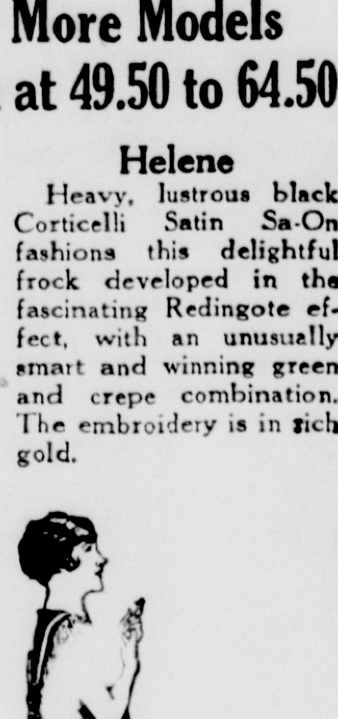 More Models
at 49.50 to 64.50
Helene
Heavy, lustrous black
Corticelli Satin Sa-On
fashions this delightful
frock developed in the
fascinating Redingote ef-
fect, with an unusually
smart and winning green
and crepe combination.
The embroidery is in rich
gold.